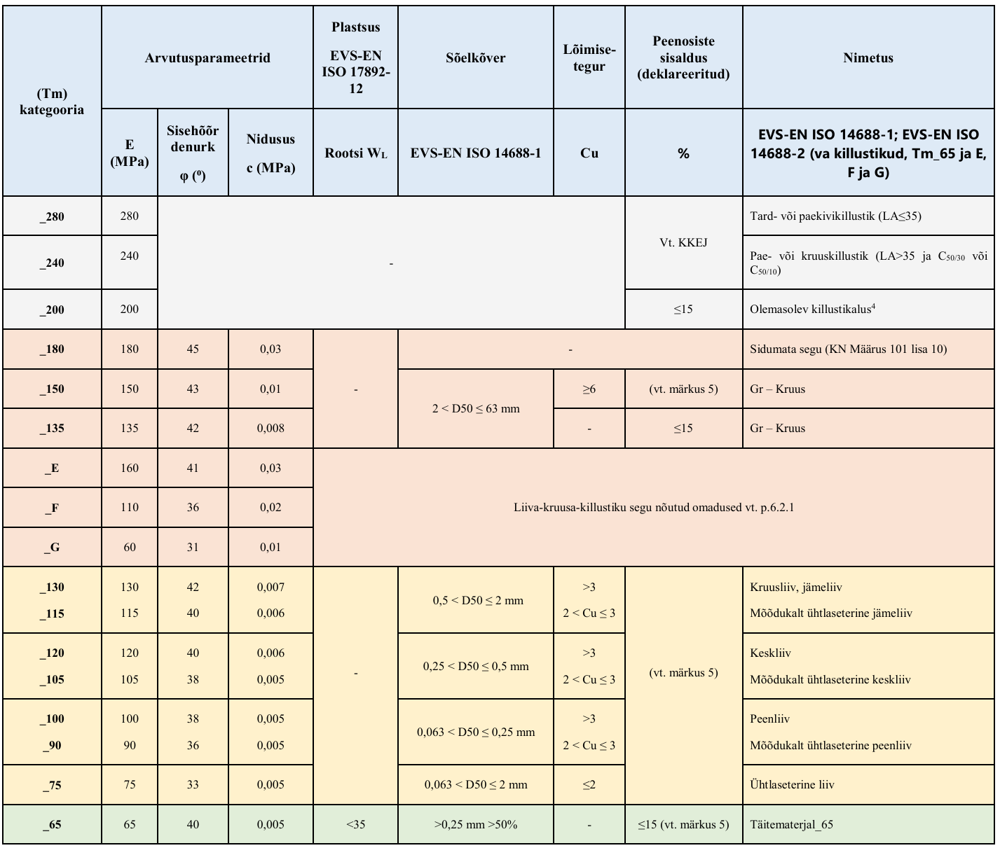 (Tm)
kategooria
Arvutusparameetrid
Plastsus
EVS-EN
ISO 17892-
12
Sõelkõver
Lõimise-
tegur
Peenosiste
sisaldus
(deklareeritud)
Nimetus
E
(MPa)
Sisehõõr
denurk
φ (⁰)
Nidusus
c (MPa)
Rootsi W_L
EVS-EN ISO 14688-1
Cu
%
EVS-EN ISO 14688-1; EVS-EN ISO
14688-2 (va killustikud, Tm_65 ja E,
F ja G)
_280 280 - Vt. KKEJ Tard- või paekivikillustik (LA≤35)
_240 240 Pae- või kruuskillustik (LA>35 ja C50/30 või
C50/10)
_200 200 ≤15 Olemasolev killustikalus⁴
_180 180 45 0,03 - - Sidumata segu (KN Määrus 101 lisa 10)
_150 150 43 0,01 2 < D50 ≤ 63 mm ≥6 (vt. märkus 5) Gr – Kruus
_135 135 42 0,008 - ≤15 Gr – Kruus
_E 160 41 0,03
_F 110 36 0,02 Liiva-kruusa-killustiku segu nõutud omadused vt. p.6.2.1
_G 60 31 0,01
_130 130 42 0,007 - 0,5 < D50 ≤ 2 mm >3 (vt. märkus 5) Kruusliiv, jämeliiv
_115 115 40 0,006 2 < Cu ≤ 3 Mõõdukalt ühtlaseterine jämeliiv
_120 120 40 0,006 0,25 < D50 ≤ 0,5 mm >3 Keskliiv
_105 105 38 0,005 2 < Cu ≤ 3 Mõõdukalt ühtlaseterine keskliiv
_100 100 38 0,005 0,063 < D50 ≤ 0,25 mm >3 Peenliiv
_90 90 36 0,005 2 < Cu ≤ 3 Mõõdukalt ühtlaseterine peenliiv
_75 75 33 0,005 0,063 < D50 ≤ 2 mm ≤2 Ühtlaseterine liiv
_65 65 40 0,005 <35 >0,25 mm >50% - ≤15 (vt. märkus 5) Täitematerjal_65